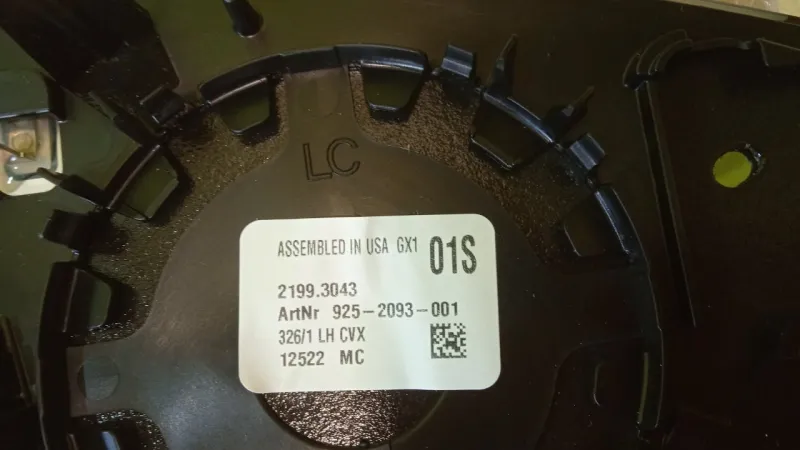 LC
ASSEMBLED IN USA GX1 01S
2199.3043
ArtNr 925-2093-001
326/1 LH CVX
12522 MC